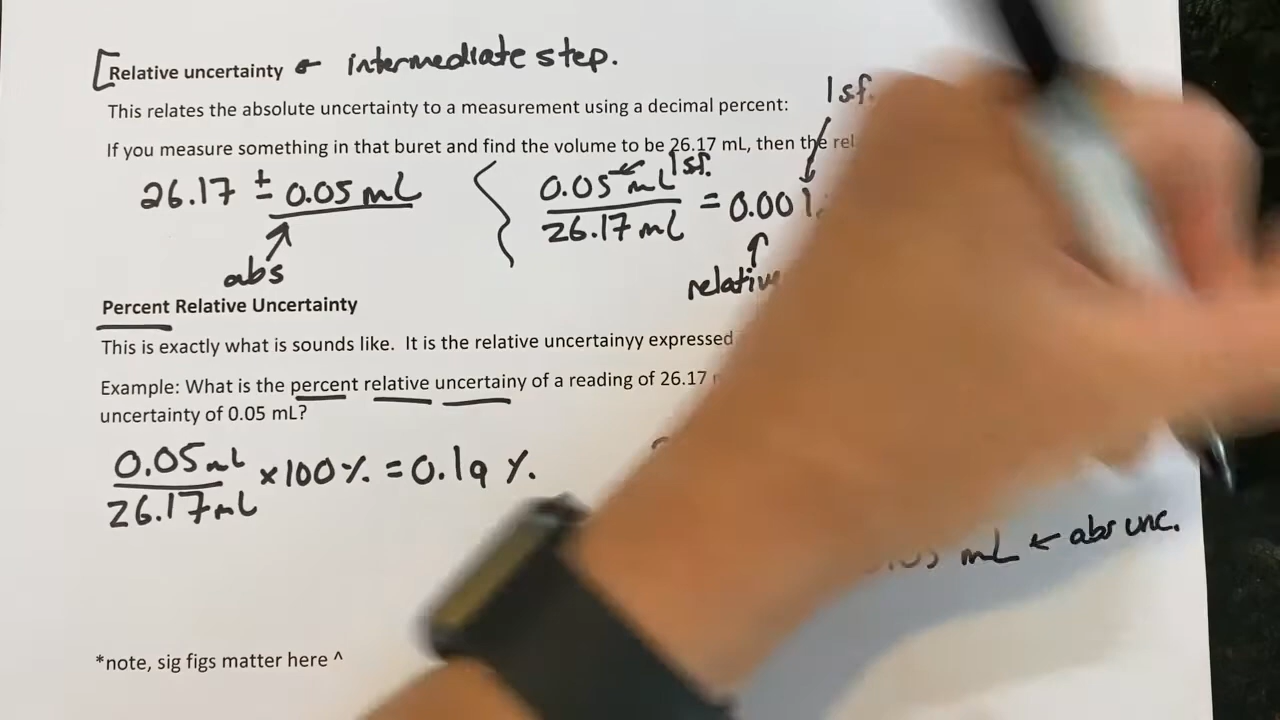 [Relative uncertainty ← intermediate step.
This relates the absolute uncertainty to a measurement using a decimal percent:
1sf.
If you measure something in that buret and find the volume to be 26.17 mL, then the rel
26.17 ± 0.05 mL
0.05 mL ← 1sf.
26.17 mL
= 0.001
abs
relative
Percent Relative Uncertainty
This is exactly what is sounds like. It is the relative uncertainyy expressed
Example: What is the percent relative uncertainy of a reading of 26.17
uncertainty of 0.05 mL?
0.05 mL
26.17 mL
×100% = 0.19 %.
mL ← abs unc.
*note, sig figs matter here ^